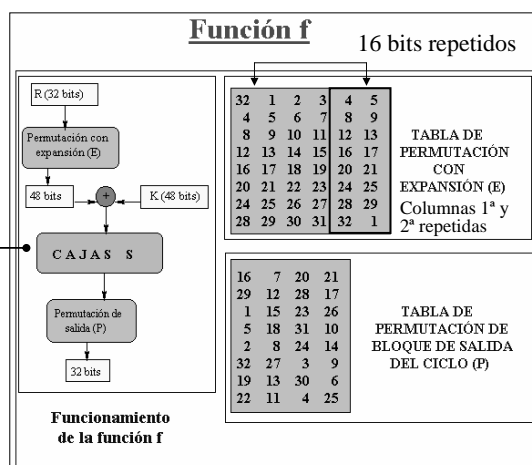 Función f
16 bits repetidos
R (32 bits)
Permutación con
expansión (E)
48 bits
+
K (48 bits)
C A J A S S
Permutación de
salida (P)
32 bits
Funcionamiento
de la función f
32 1 2 3 4 5
4 5 6 7 8 9
8 9 10 11 12 13
12 13 14 15 16 17
16 17 18 19 20 21
20 21 22 23 24 25
24 25 26 27 28 29
28 29 30 31 32 1
TABLA DE
PERMUTACIÓN
CON
EXPANSIÓN (E)
Columnas 1ª y
2ª repetidas
16 7 20 21
29 12 28 17
1 15 23 26
5 18 31 10
2 8 24 14
32 27 3 9
19 13 30 6
22 11 4 25
TABLA DE
PERMUTACIÓN DE
BLOQUE DE SALIDA
DEL CICLO (P)